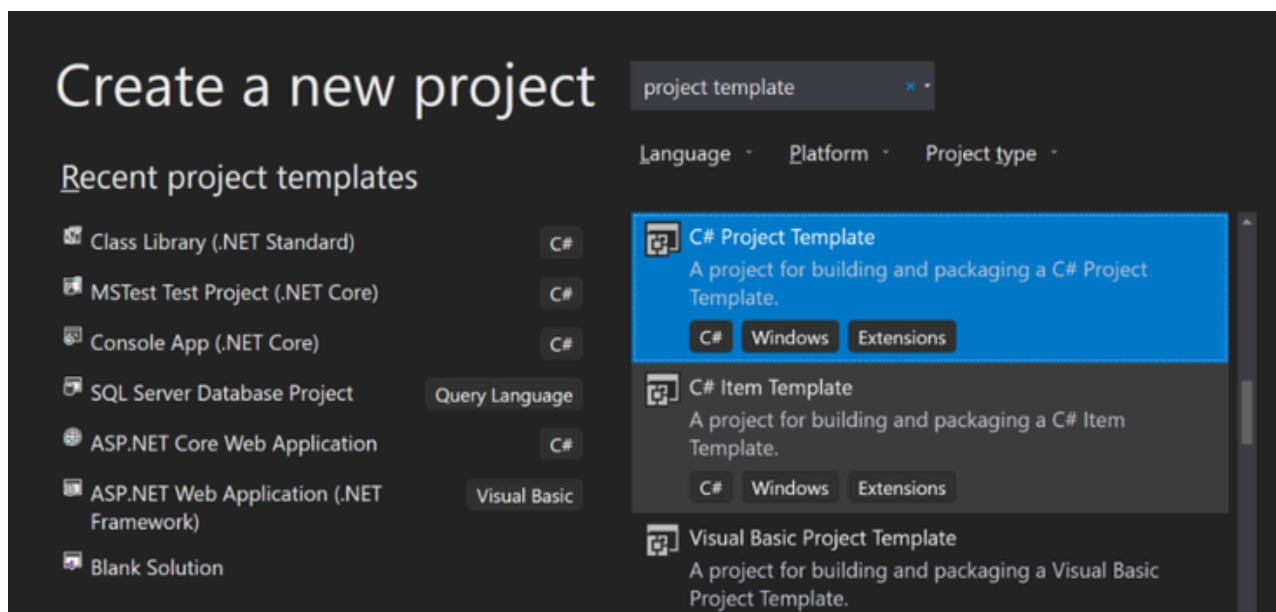 Create a new project
project template
Language
Platform
Project type
Recent project templates
Class Library (.NET Standard)
C#
MSTest Test Project (.NET Core)
C#
Console App (.NET Core)
C#
SQL Server Database Project
Query Language
ASP.NET Core Web Application
C#
ASP.NET Web Application (.NET
Framework)
Visual Basic
Blank Solution
C# Project Template
A project for building and packaging a C# Project
Template.
C# Windows Extensions
C# Item Template
A project for building and packaging a C# Item
Template.
C# Windows Extensions
Visual Basic Project Template
A project for building and packaging a Visual Basic
Project Template.